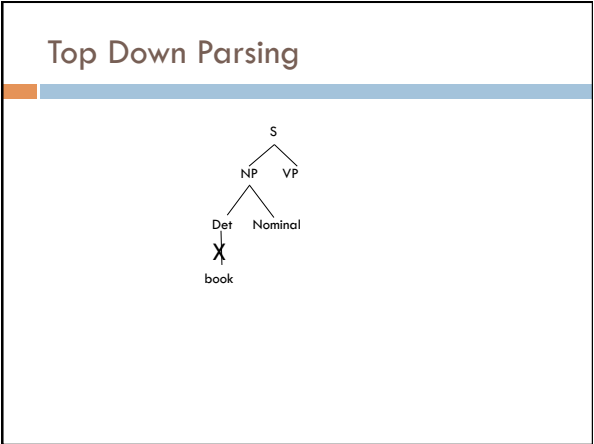 Top Down Parsing
S
NP VP
Det Nominal
X
book